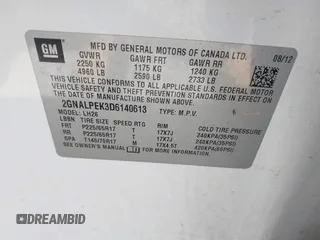 GM
MFD BY GENERAL MOTORS OF CANADA LTD.
08/12
GVWR GAWR FRT GAWR RR
2250 KG 1175 KG 1240 KG
4960 LB 2590 LB 2733 LB
THIS VEHICLE CONFORMS TO ALL APPLICABLE U.S. FEDERAL
MOTOR VEHICLE SAFETY, BUMPER, AND THEFT PREVENTION
STANDARDS IN EFFECT ON THE DATE OF MANUFACTURE SHOWN ABOVE.
2GNALPEK3D6140613 TYPE: M.P.V.
MODEL: LH26
TIRE SIZE SPEED RTG RIM COLD TIRE PRESSURE
FRT P225/65R17 T 17X7J 240KPA(35PSI)
RR P225/65R17 T 17X7J 240KPA(35PSI)
SPA T145/70R17 M 17X4.5T 420KPA(60PSI)
SEE OWNER'S MANUAL
AUTOBIDMASTER